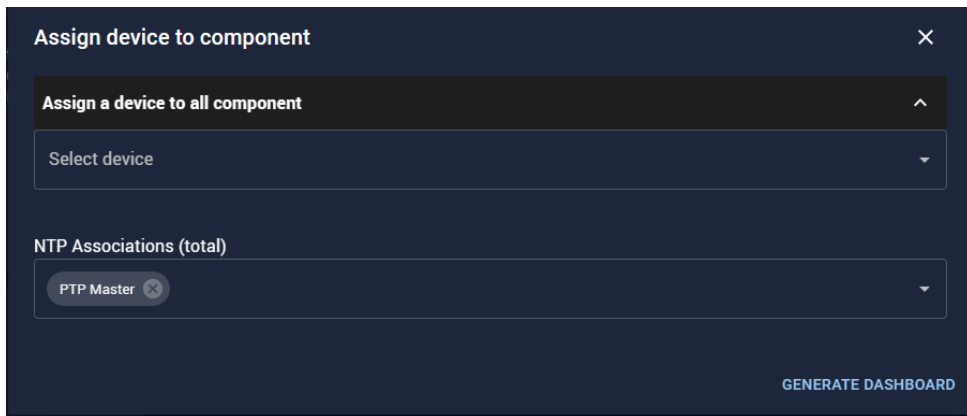 Assign device to component
Assign a device to all component
Select device
NTP Associations (total)
PTP Master
GENERATE DASHBOARD